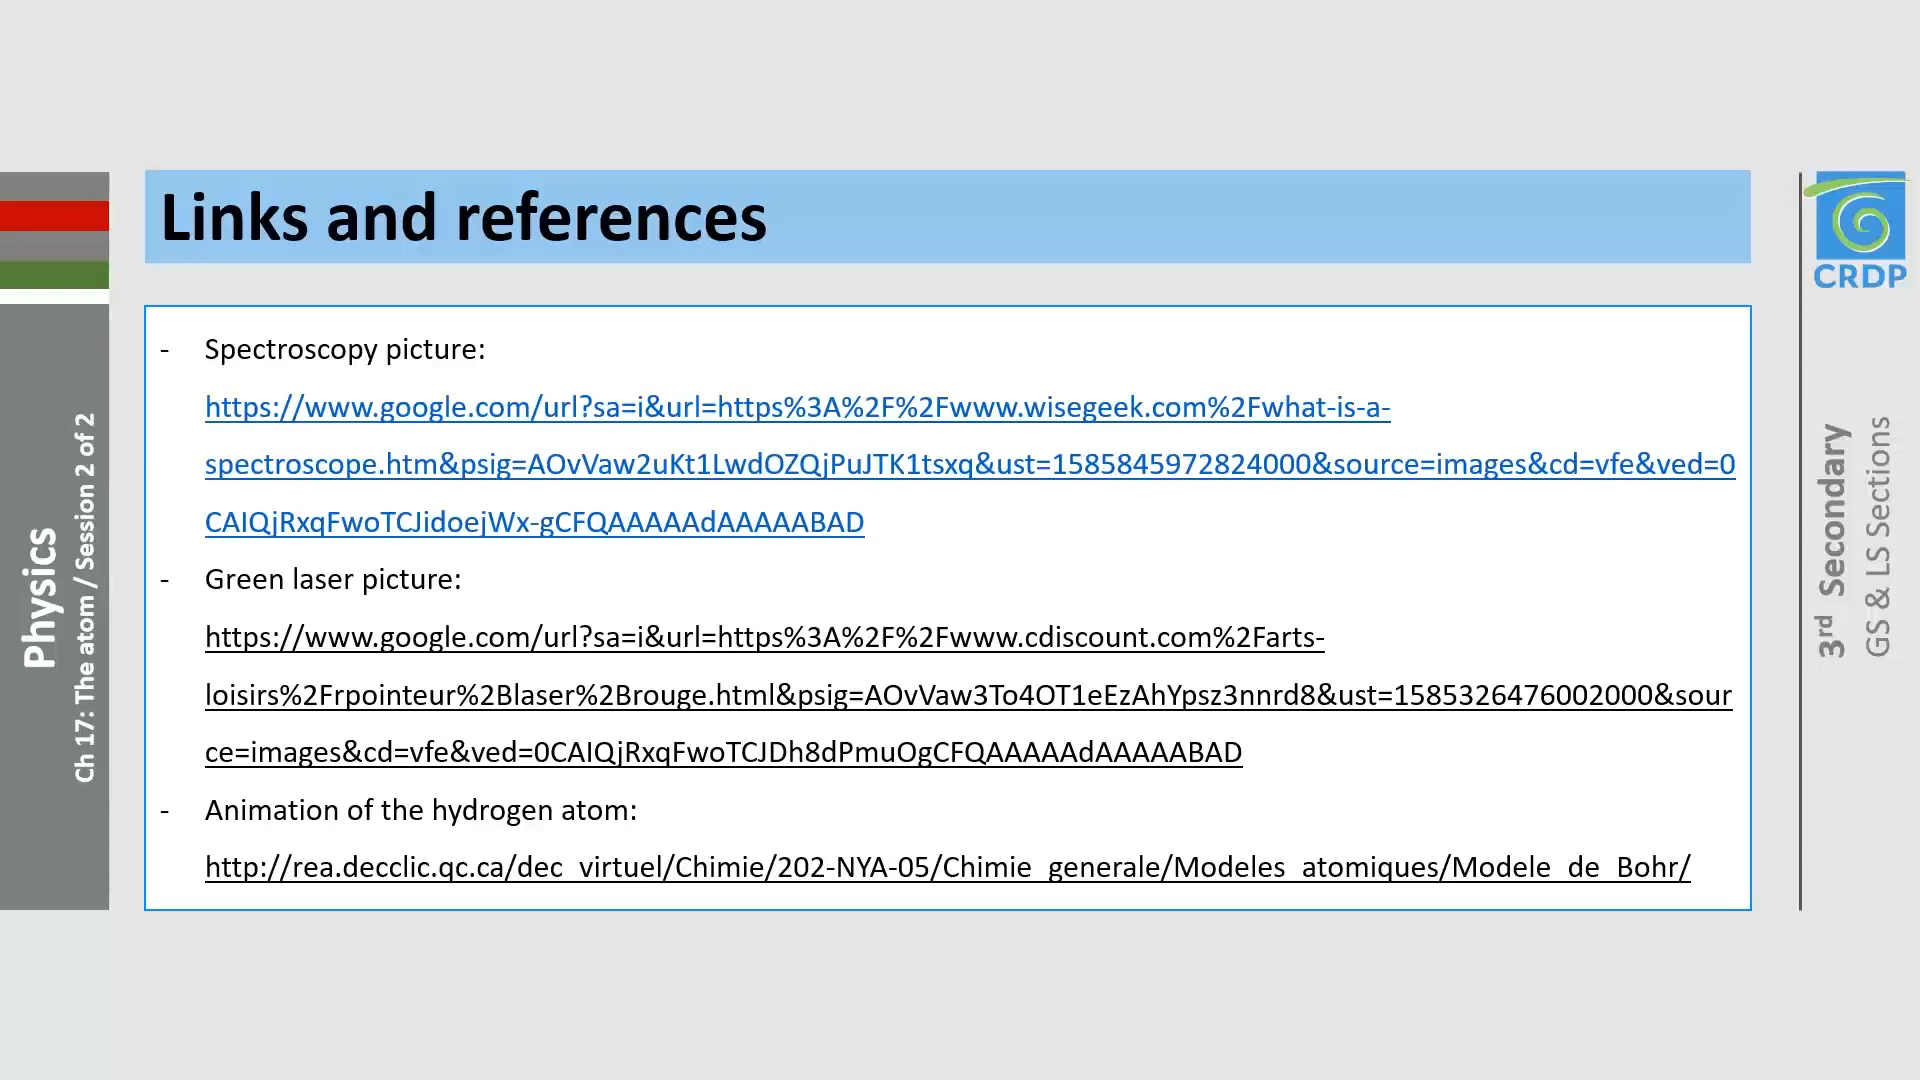 Links and references
- Spectroscopy picture:
https://www.google.com/url?sa=i&url=https%3A%2F%2Fwww.wisegeek.com%2Fwhat-is-a-
spectroscope.htm&psig=AOvVaw2uKt1LwdOZQjPuJTK1tsxq&ust=1585845972824000&source=images&cd=vfe&ved=0
CAIQjRxqFwoTCJidoejWx-gCFQAAAAAdAAAAABAD
- Green laser picture:
https://www.google.com/url?sa=i&url=https%3A%2F%2Fwww.cdiscount.com%2Farts-
loisirs%2Frpointeur%2Blaser%2Brouge.html&psig=AOvVaw3To4OT1eEzAhYpsz3nnrd8&ust=1585326476002000&sour
ce=images&cd=vfe&ved=0CAIQjRxqFwoTCJDh8dPmuOgCFQAAAAAdAAAAABAD
- Animation of the hydrogen atom:
http://rea.decclic.qc.ca/dec_virtuel/Chimie/202-NYA-05/Chimie_generale/Modeles_atomiques/Modele_de_Bohr/
Physics
Ch 17: The atom / Session 2 of 2
CRDP
3rd Secondary
GS & LS Sections